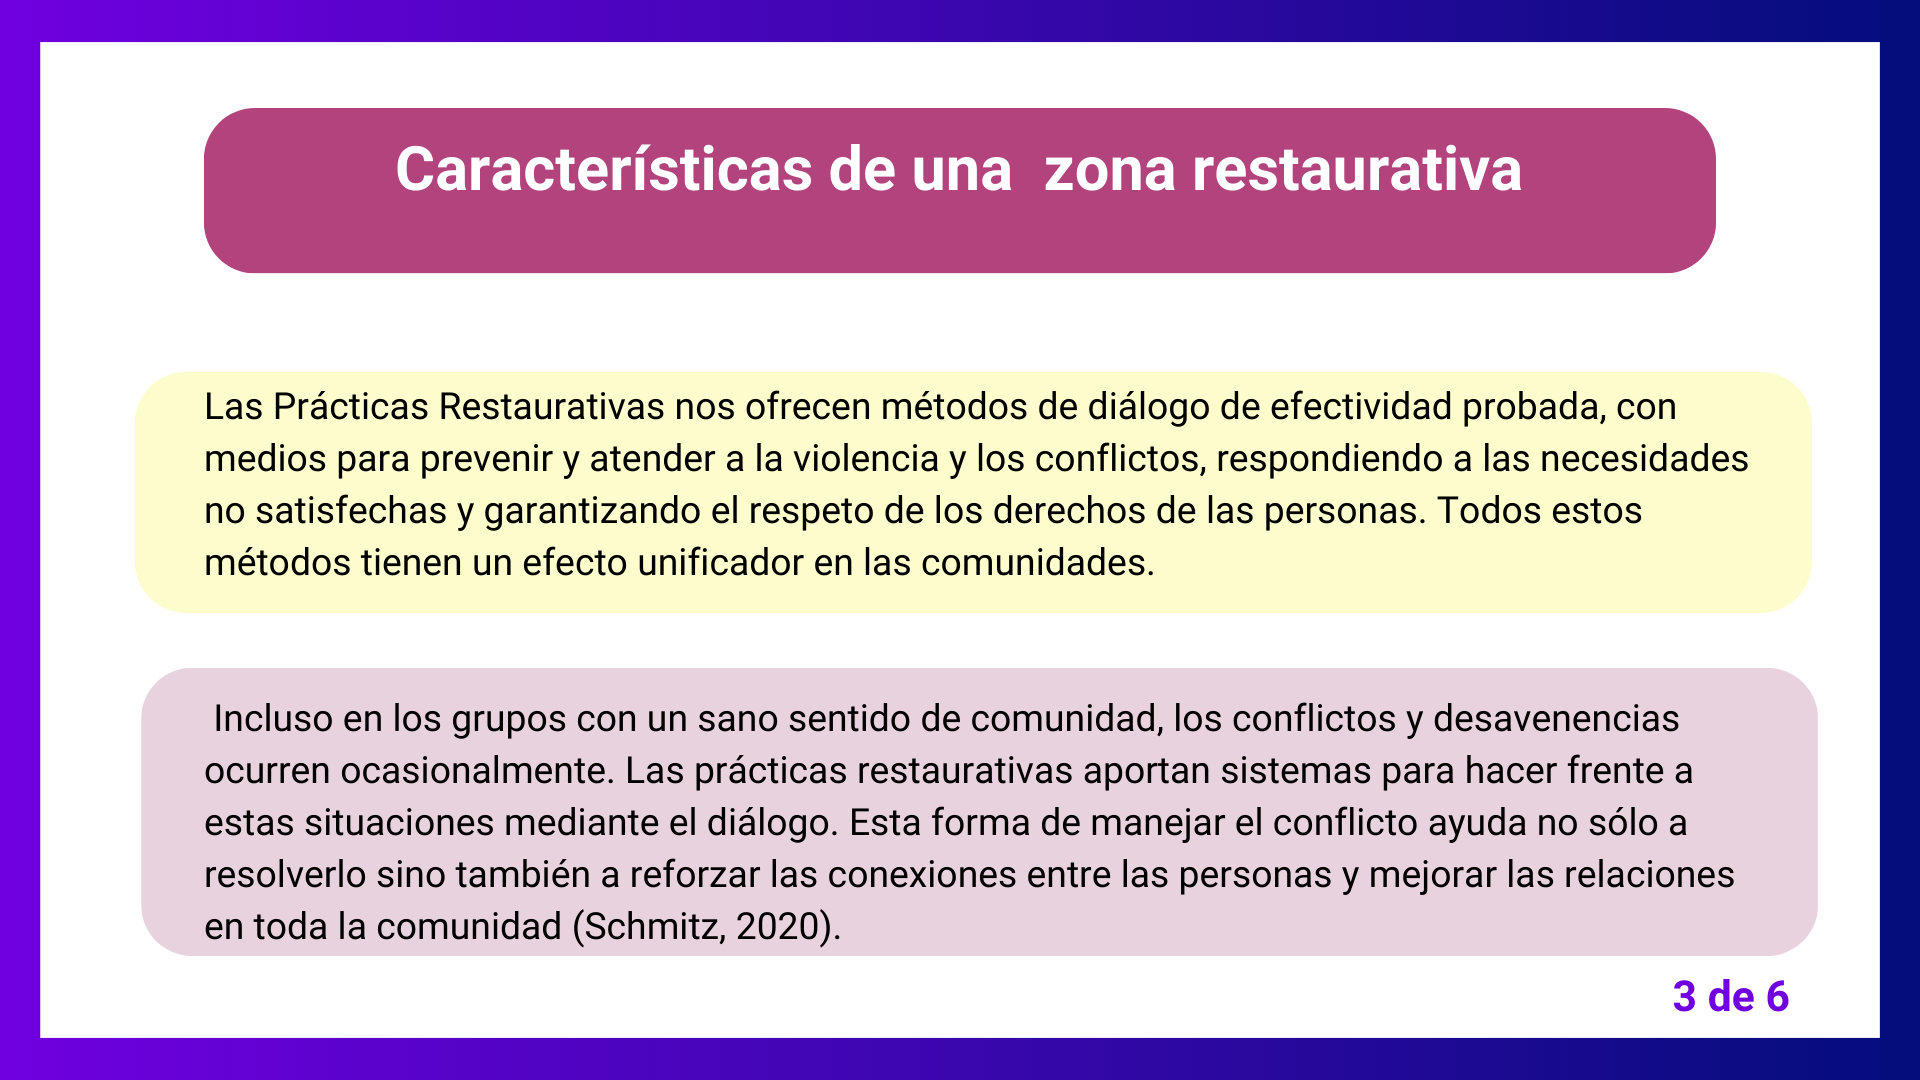 Características de una  zona restaurativa
Las Prácticas Restaurativas nos ofrecen métodos de diálogo de efectividad probada, con
medios para prevenir y atender a la violencia y los conflictos, respondiendo a las necesidades
no satisfechas y garantizando el respeto de los derechos de las personas. Todos estos
métodos tienen un efecto unificador en las comunidades.
Incluso en los grupos con un sano sentido de comunidad, los conflictos y desavenencias
ocurren ocasionalmente. Las prácticas restaurativas aportan sistemas para hacer frente a
estas situaciones mediante el diálogo. Esta forma de manejar el conflicto ayuda no sólo a
resolverlo sino también a reforzar las conexiones entre las personas y mejorar las relaciones
en toda la comunidad (Schmitz, 2020).
3 de 6